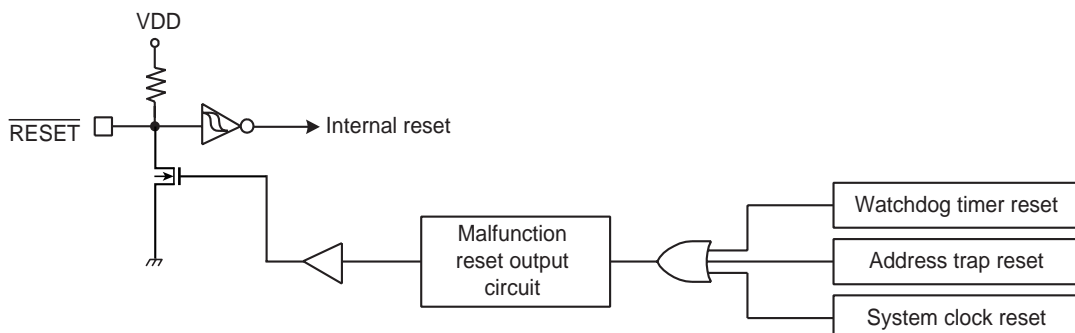 VDD
RESET
Internal reset
Watchdog timer reset
Malfunction
reset output
circuit
Address trap reset
System clock reset